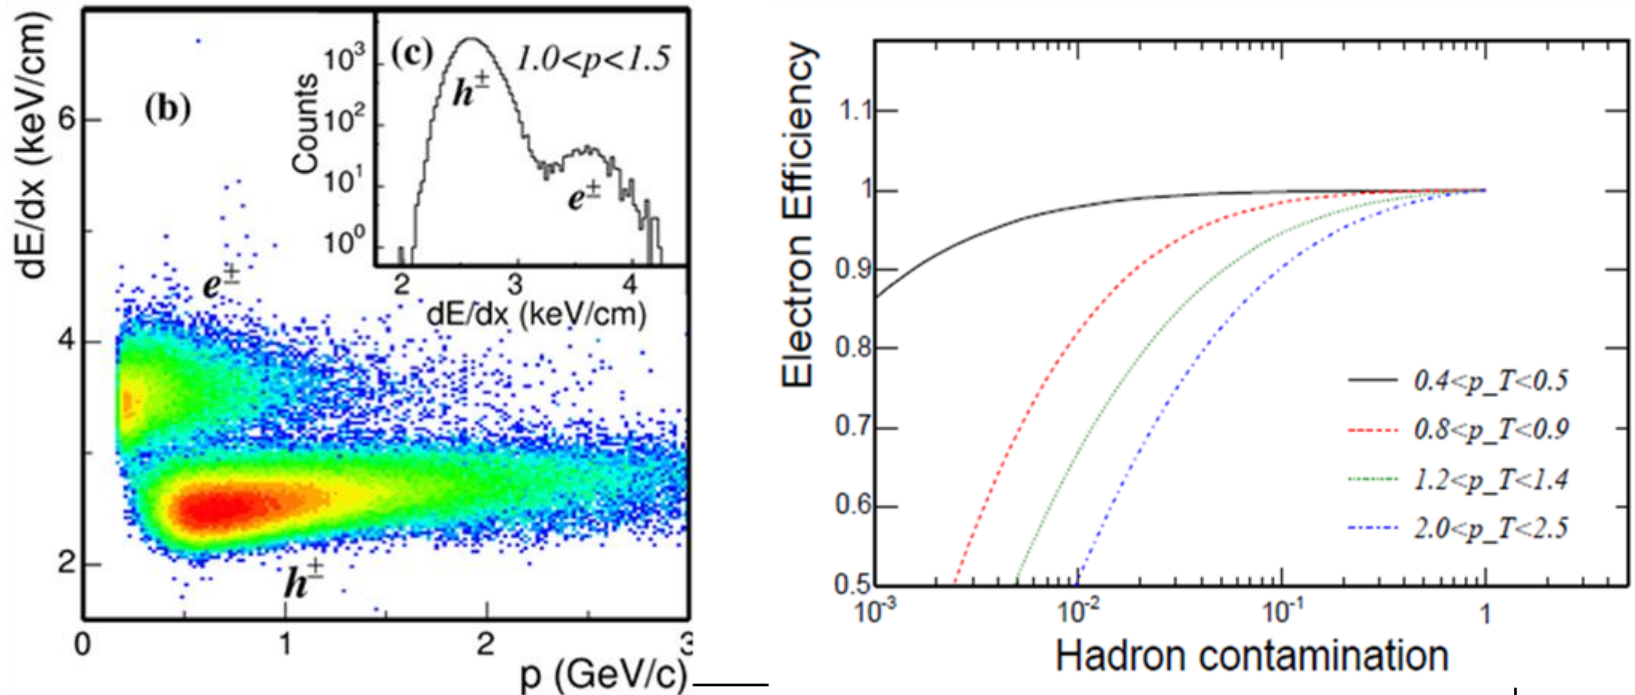 dE/dx (keV/cm)
6
4
2
(b)
e±
h±
0 1 2 3
p (GeV/c)
Counts
10³
10²
10¹
10⁰
(c) 1.0<p<1.5
h±
e±
2 3 4
dE/dx (keV/cm)
Electron Efficiency
1.1
1
0.9
0.8
0.7
0.6
0.5
0.4<p_T<0.5
0.8<p_T<0.9
1.2<p_T<1.4
2.0<p_T<2.5
10⁻³ 10⁻² 10⁻¹ 1
Hadron contamination